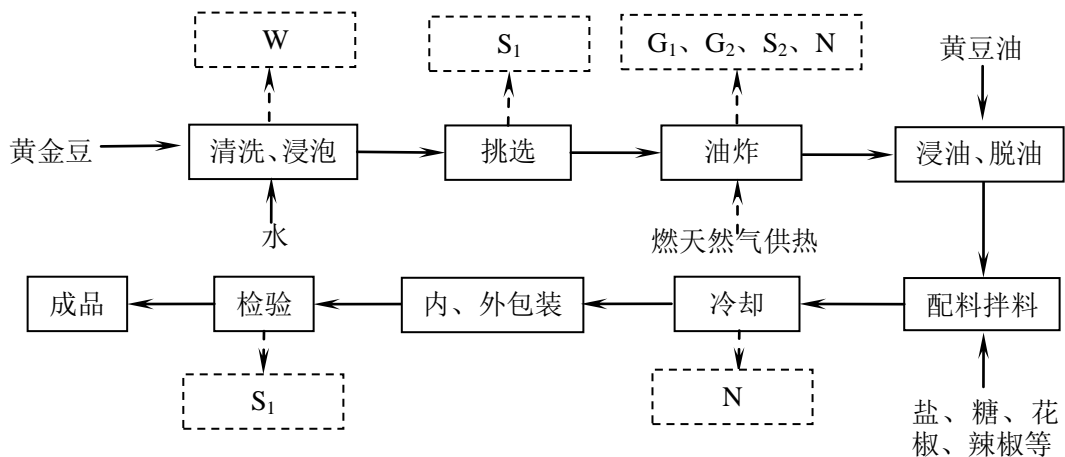 W
S₁
G₁、G₂、S₂、N
黄豆油
黄金豆
清洗、浸泡
挑选
油炸
浸油、脱油
水
燃天然气供热
成品
检验
内、外包装
冷却
配料拌料
S₁
N
盐、糖、花
椒、辣椒等